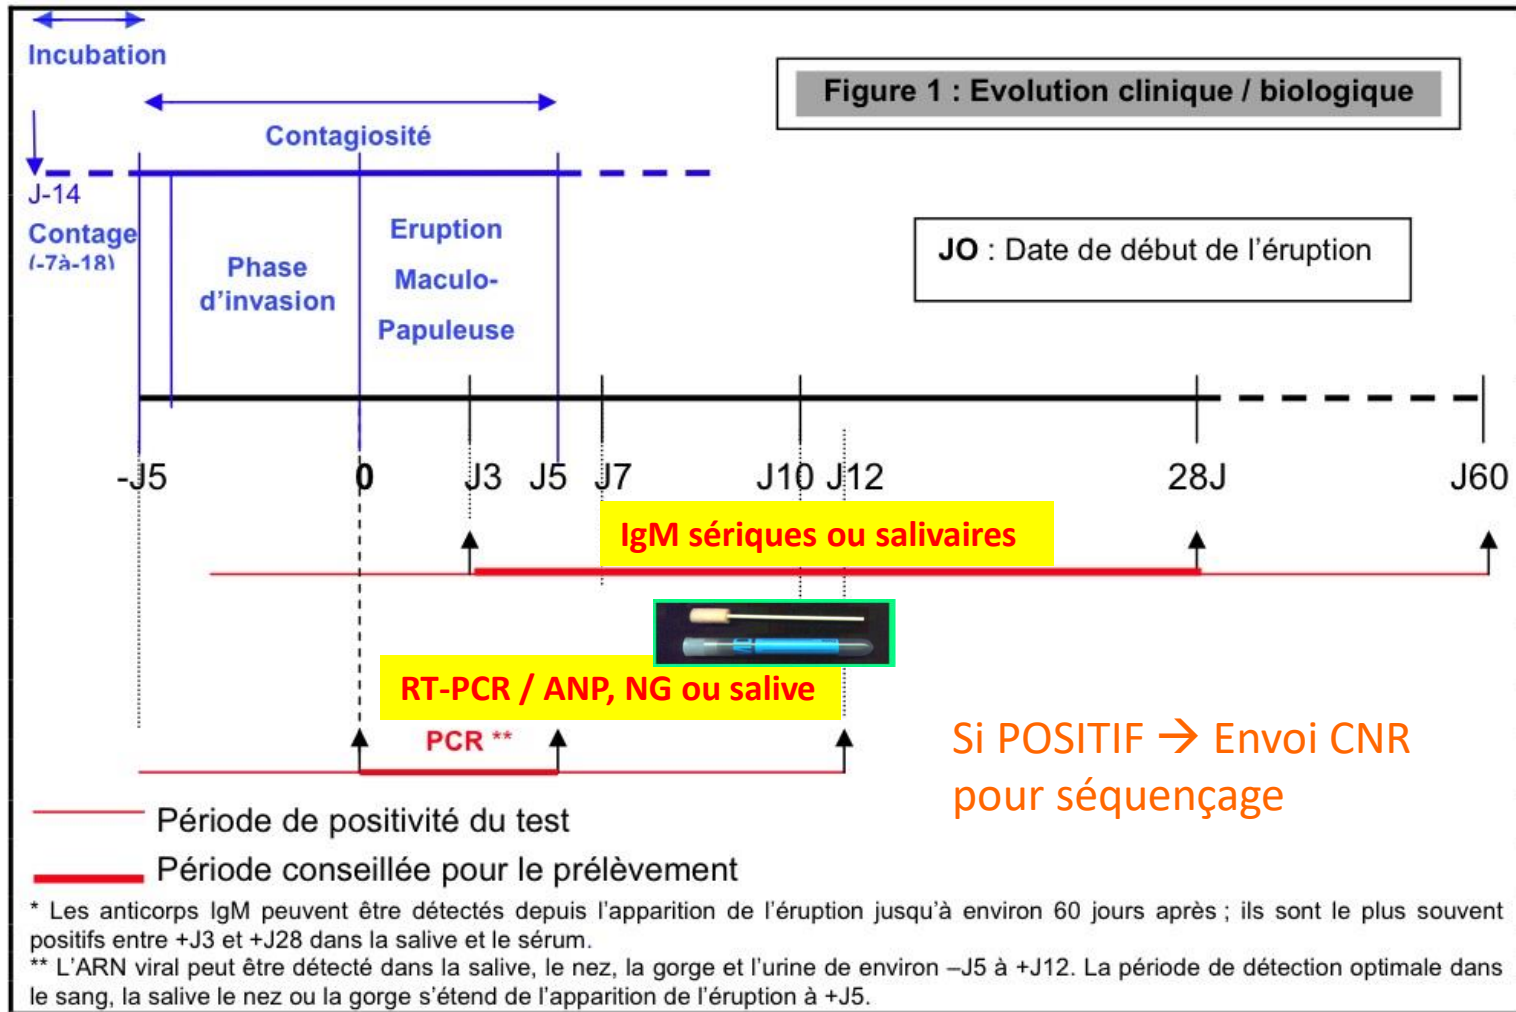 Incubation
Figure 1 : Evolution clinique / biologique
Contagiosité
J-14
Contage
(-7à-18)
Phase
d’invasion
Eruption
Maculo-
Papuleuse
JO : Date de début de l’éruption
-J5 0 J3 J5 J7 J10 J12 28J J60
IgM sériques ou salivaires
RT-PCR / ANP, NG ou salive
PCR **
Si POSITIF → Envoi CNR
pour séquençage
Période de positivité du test
Période conseillée pour le prélèvement
* Les anticorps IgM peuvent être détectés depuis l’apparition de l’éruption jusqu’à environ 60 jours après ; ils sont le plus souvent
positifs entre +J3 et +J28 dans la salive et le sérum.
** L’ARN viral peut être détecté dans la salive, le nez, la gorge et l’urine de environ –J5 à +J12. La période de détection optimale dans
le sang, la salive le nez ou la gorge s’étend de l’apparition de l’éruption à +J5.